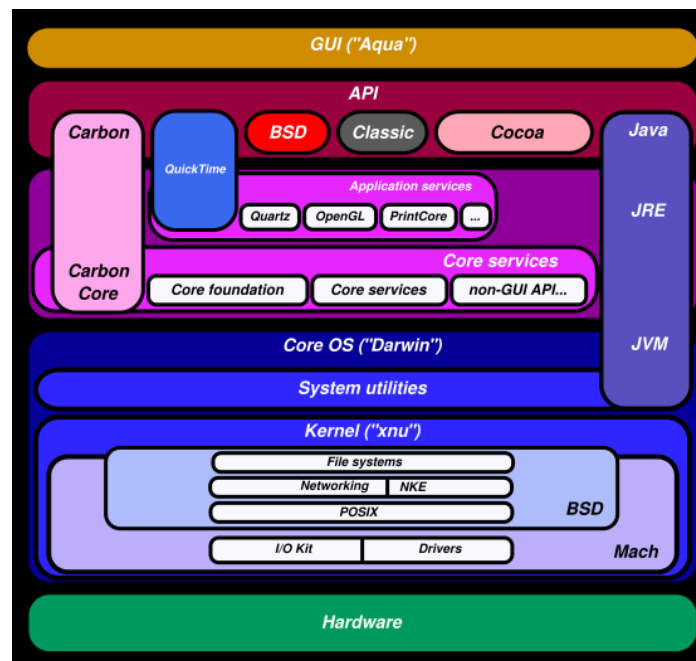 GUI ("Aqua")
API
Carbon
QuickTime
BSD
Classic
Cocoa
Java
Application services
Quartz
OpenGL
PrintCore
...
JRE
Core services
Carbon
Core
Core foundation
Core services
non-GUI API...
Core OS ("Darwin")
JVM
System utilities
Kernel ("xnu")
File systems
Networking
NKE
POSIX
BSD
I/O Kit
Drivers
Mach
Hardware